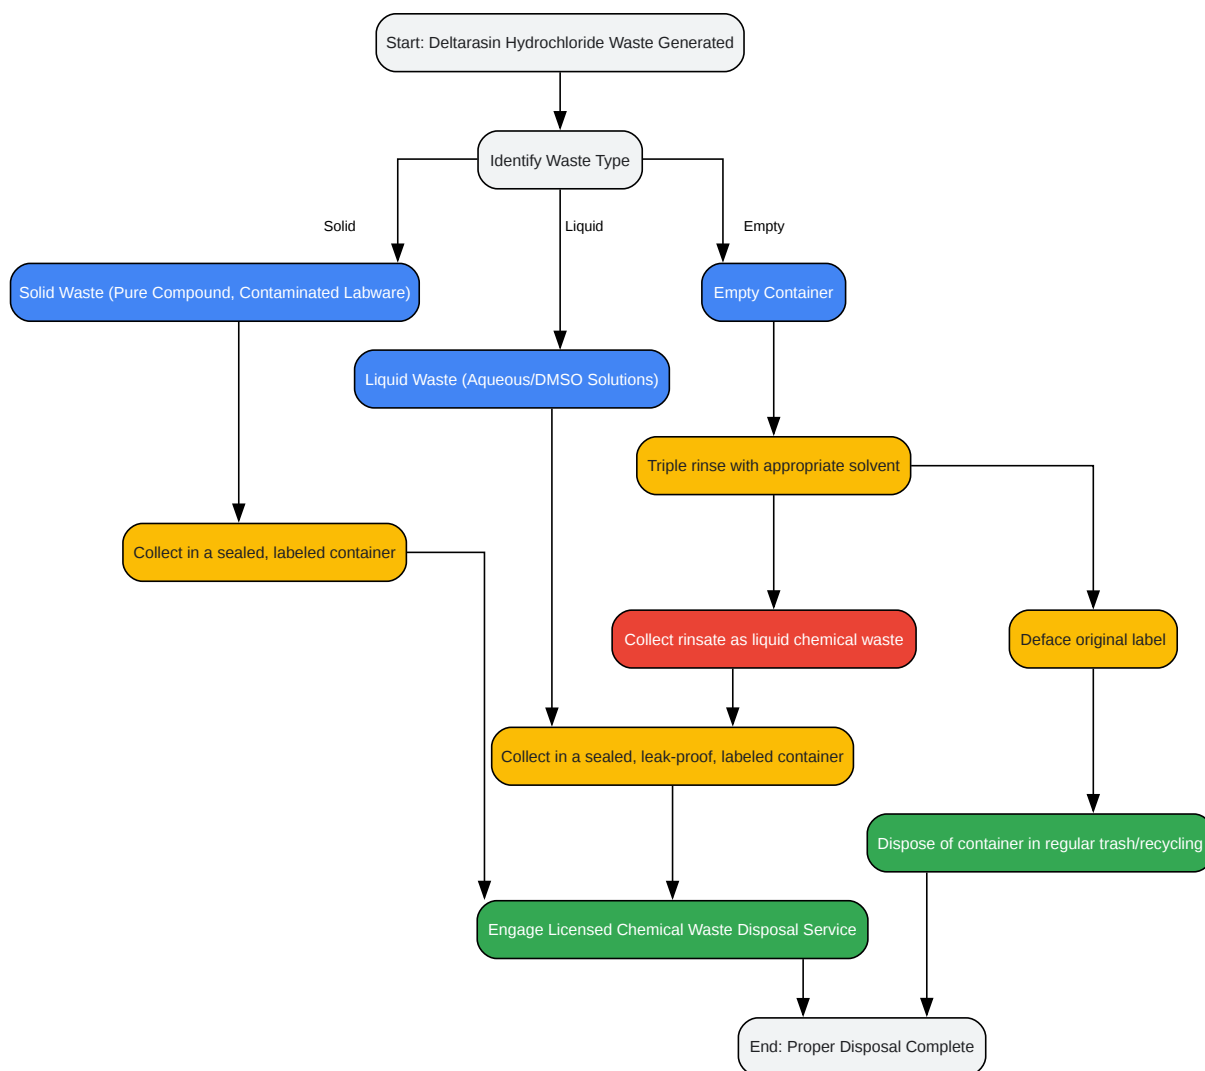 Start: Deltarasin Hydrochloride Waste Generated
Identify Waste Type
Solid
Liquid
Empty
Solid Waste (Pure Compound, Contaminated Labware)
Empty Container
Liquid Waste (Aqueous/DMSO Solutions)
Triple rinse with appropriate solvent
Collect in a sealed, labeled container
Collect rinsate as liquid chemical waste
Deface original label
Collect in a sealed, leak-proof, labeled container
Dispose of container in regular trash/recycling
Engage Licensed Chemical Waste Disposal Service
End: Proper Disposal Complete